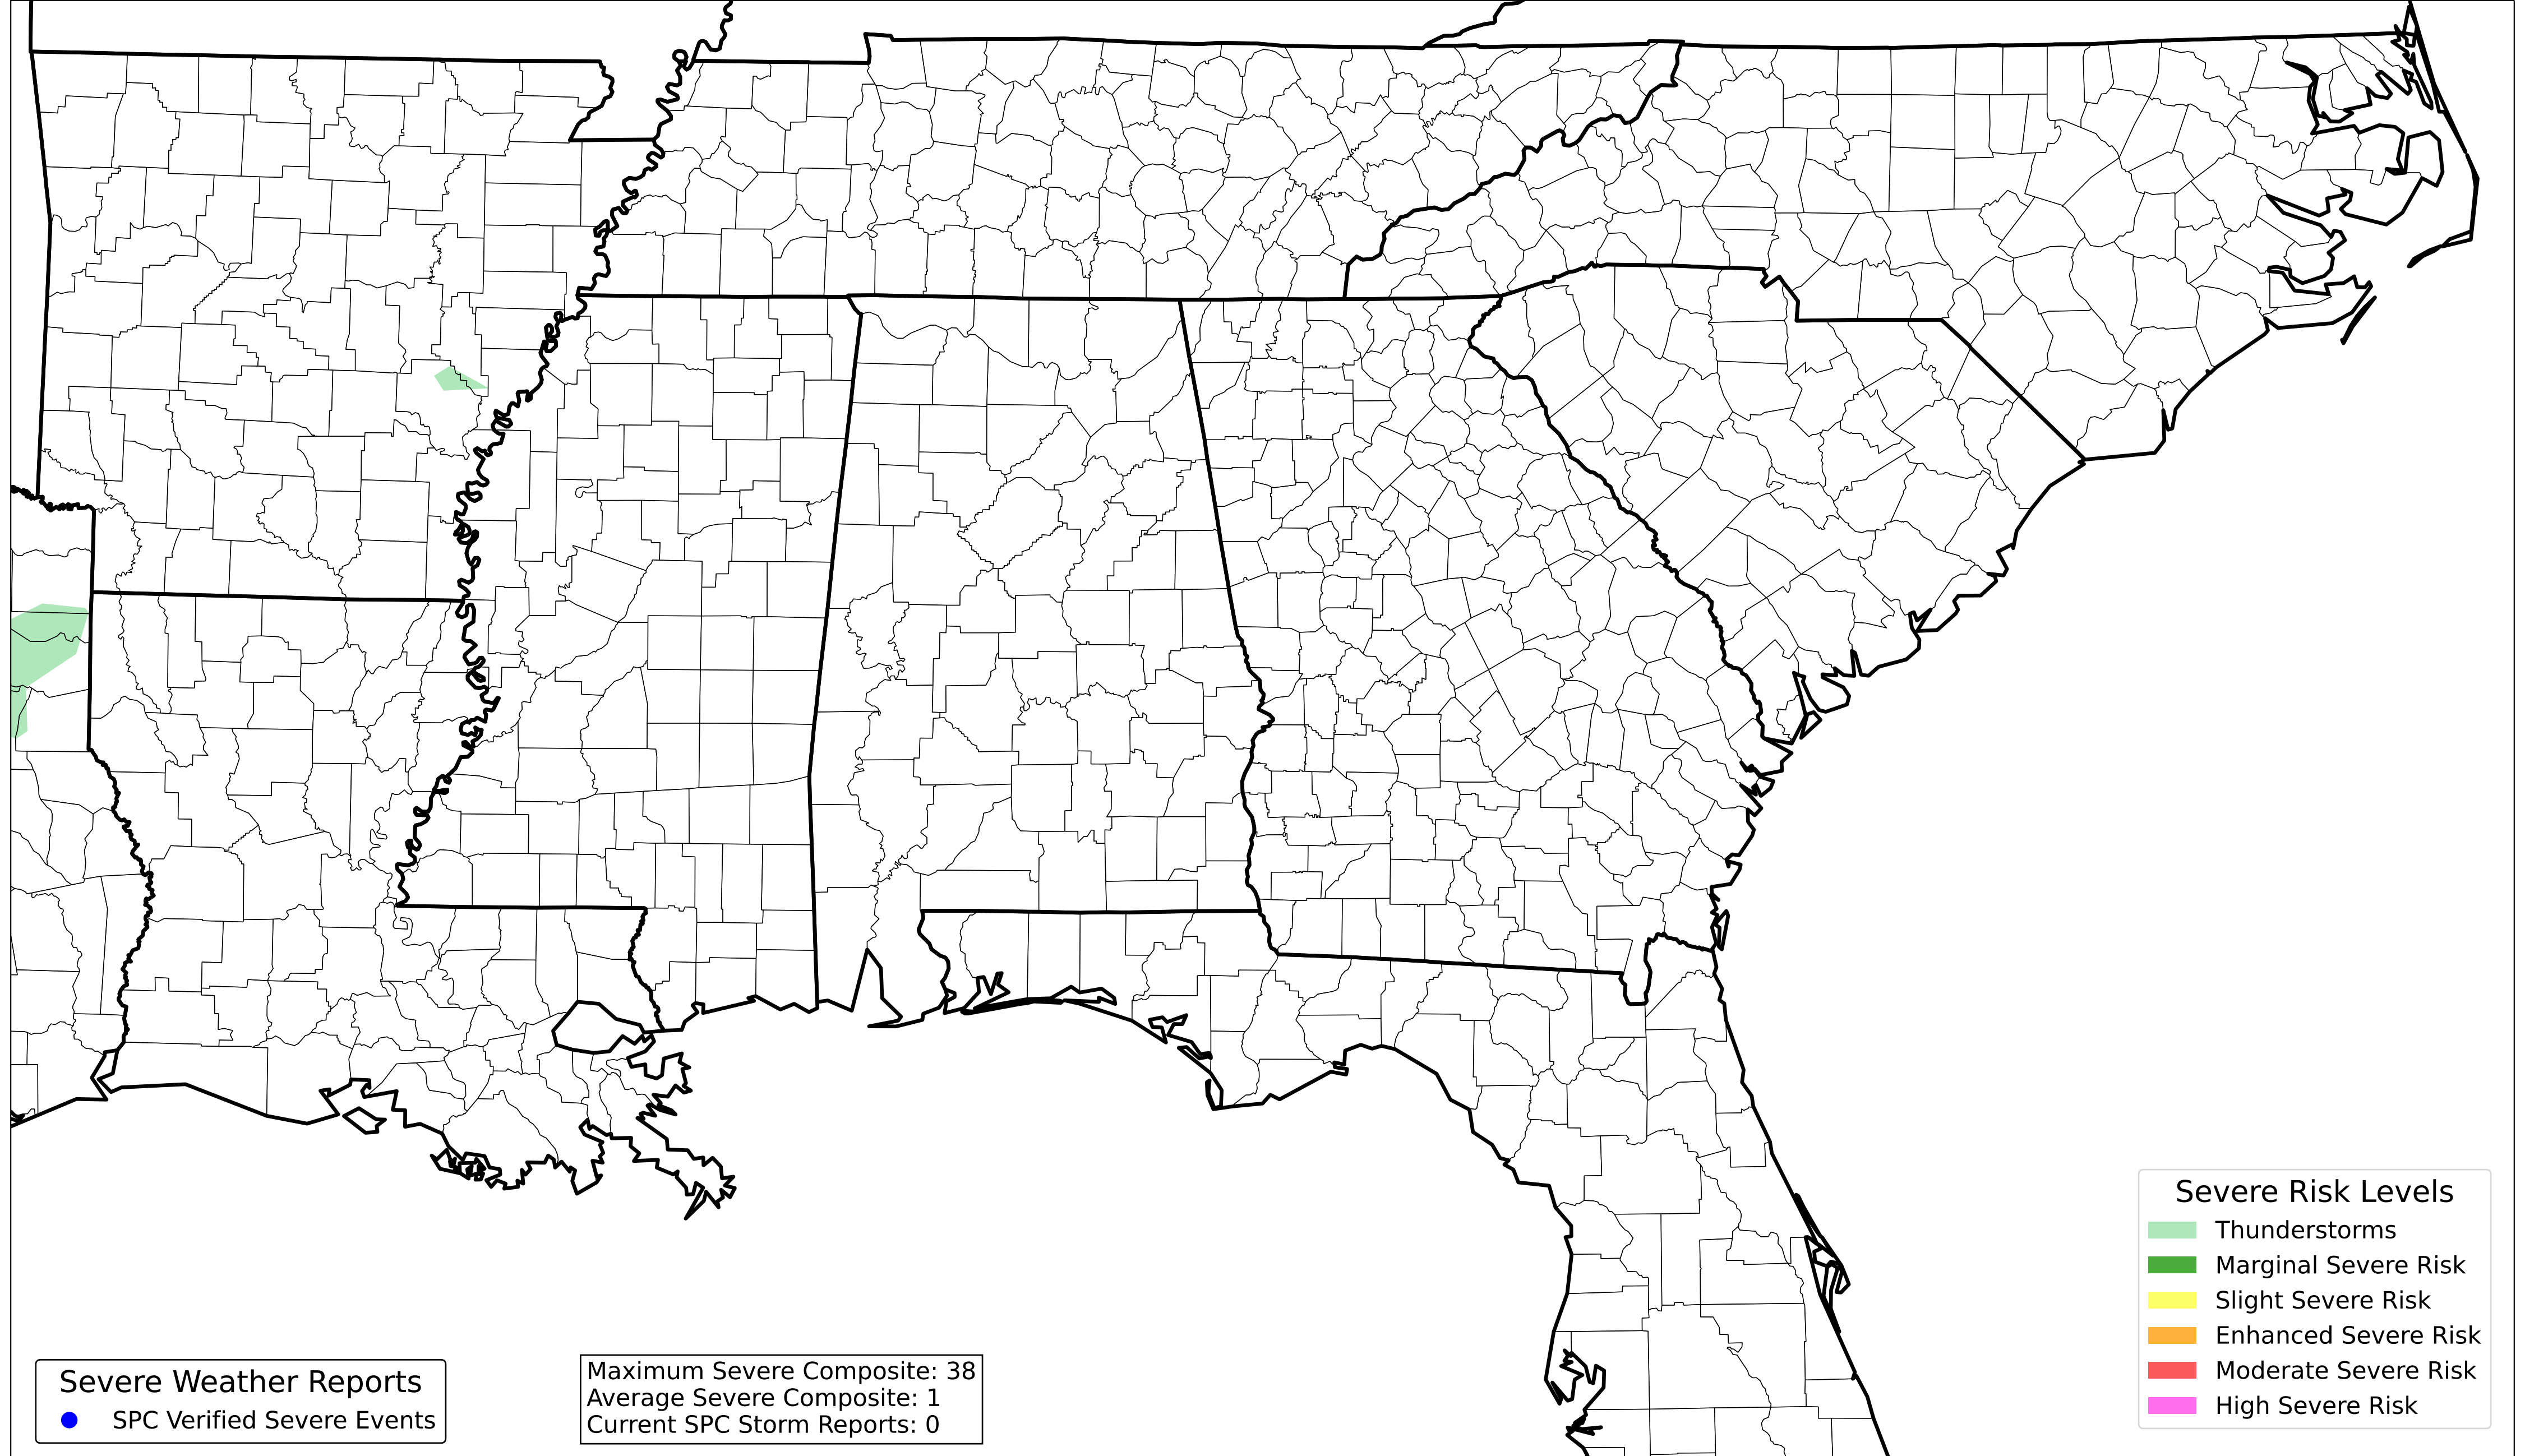 Severe Weather Reports
SPC Verified Severe Events
Maximum Severe Composite: 38
Average Severe Composite: 1
Current SPC Storm Reports: 0
Severe Risk Levels
Thunderstorms
Marginal Severe Risk
Slight Severe Risk
Enhanced Severe Risk
Moderate Severe Risk
High Severe Risk